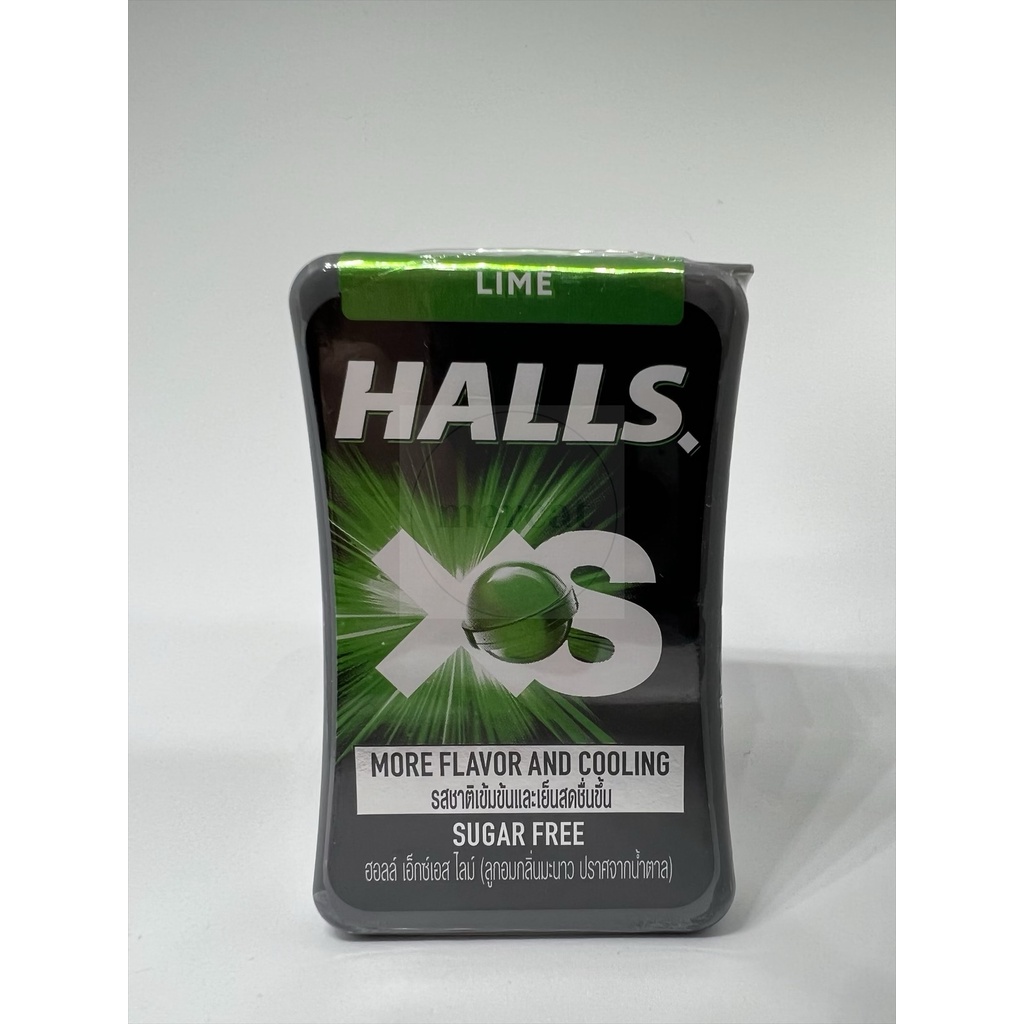 LIME
HALLS.
XS
MORE FLAVOR AND COOLING
รสชาติเข้มข้นและเย็นสดชื่นขึ้น
SUGAR FREE
ฮอลล์ เอ็กซ์เอส ไลม์ (ลูกอมกลิ่นมะนาว ปราศจากน้ำตาล)